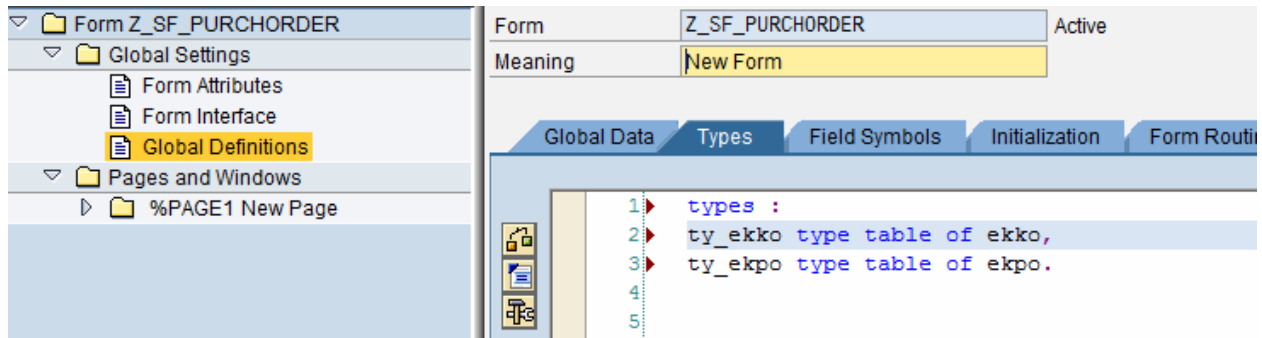 Form Z_SF_PURCHORDER
Global Settings
Form Attributes
Form Interface
Global Definitions
Pages and Windows
%PAGE1 New Page
Form Z_SF_PURCHORDER Active
Meaning New Form
Global Data Types Field Symbols Initialization Form Routi
1 types :
2 ty_ekko type table of ekko,
3 ty_ekpo type table of ekpo.
4
5